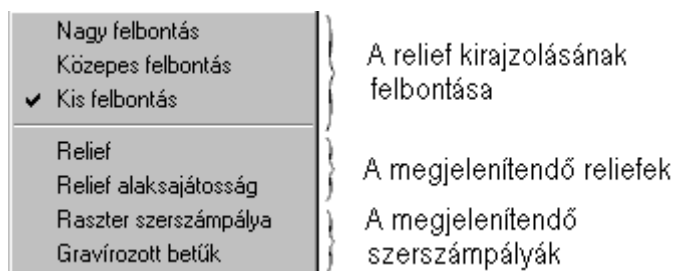 Nagy felbontás
Közepes felbontás
Kis felbontás
A relief kirajzolásának
felbontása
Relief
Relief alaksajátosság
A megjelenítendő reliefek
Raszter szerszámpálya
Gravírozott betűk
A megjelenítendő
szerszámpályák